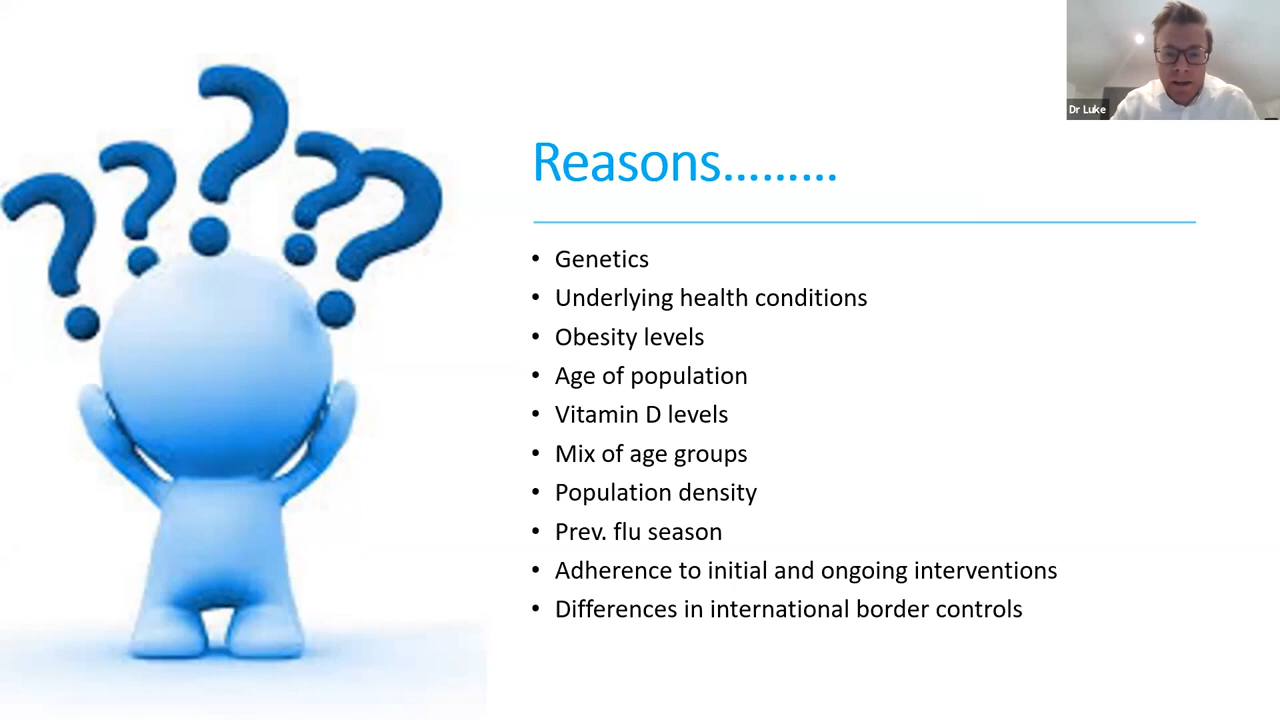 Dr Luke
Reasons.........
• Genetics
• Underlying health conditions
• Obesity levels
• Age of population
• Vitamin D levels
• Mix of age groups
• Population density
• Prev. flu season
• Adherence to initial and ongoing interventions
• Differences in international border controls